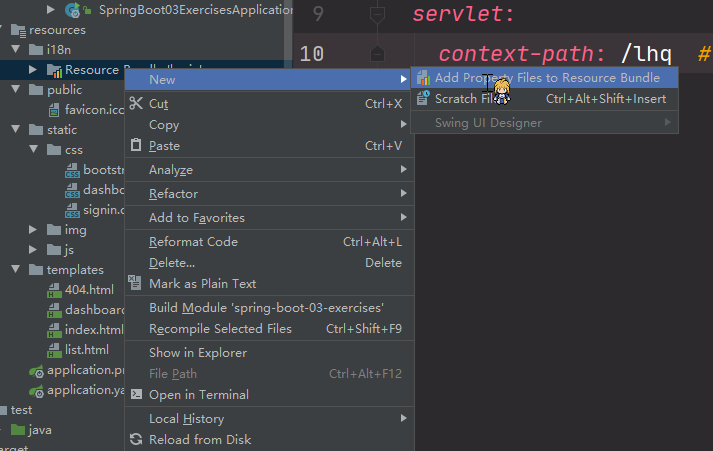 SpringBoot03ExercisesApplication
resources
i18n
Resource
public
favicon.ico
static
css
bootstr
dashbo
signin.c
img
js
templates
404.html
dashboard
index.html
list.html
application.pr
application.ya
test
java
arget
9 servlet:
10 context-path: /lhq #
New
Cut Ctrl+X
Copy
Paste Ctrl+V
Analyze
Refactor
Add to Favorites
Reformat Code Ctrl+Alt+L
Delete... Delete
Mark as Plain Text
Build Module 'spring-boot-03-exercises'
Recompile Selected Files Ctrl+Shift+F9
Show in Explorer
File Path Ctrl+Alt+F12
Open in Terminal
Local History
Reload from Disk
Add Property Files to Resource Bundle
Scratch File Ctrl+Alt+Shift+Insert
Swing UI Designer